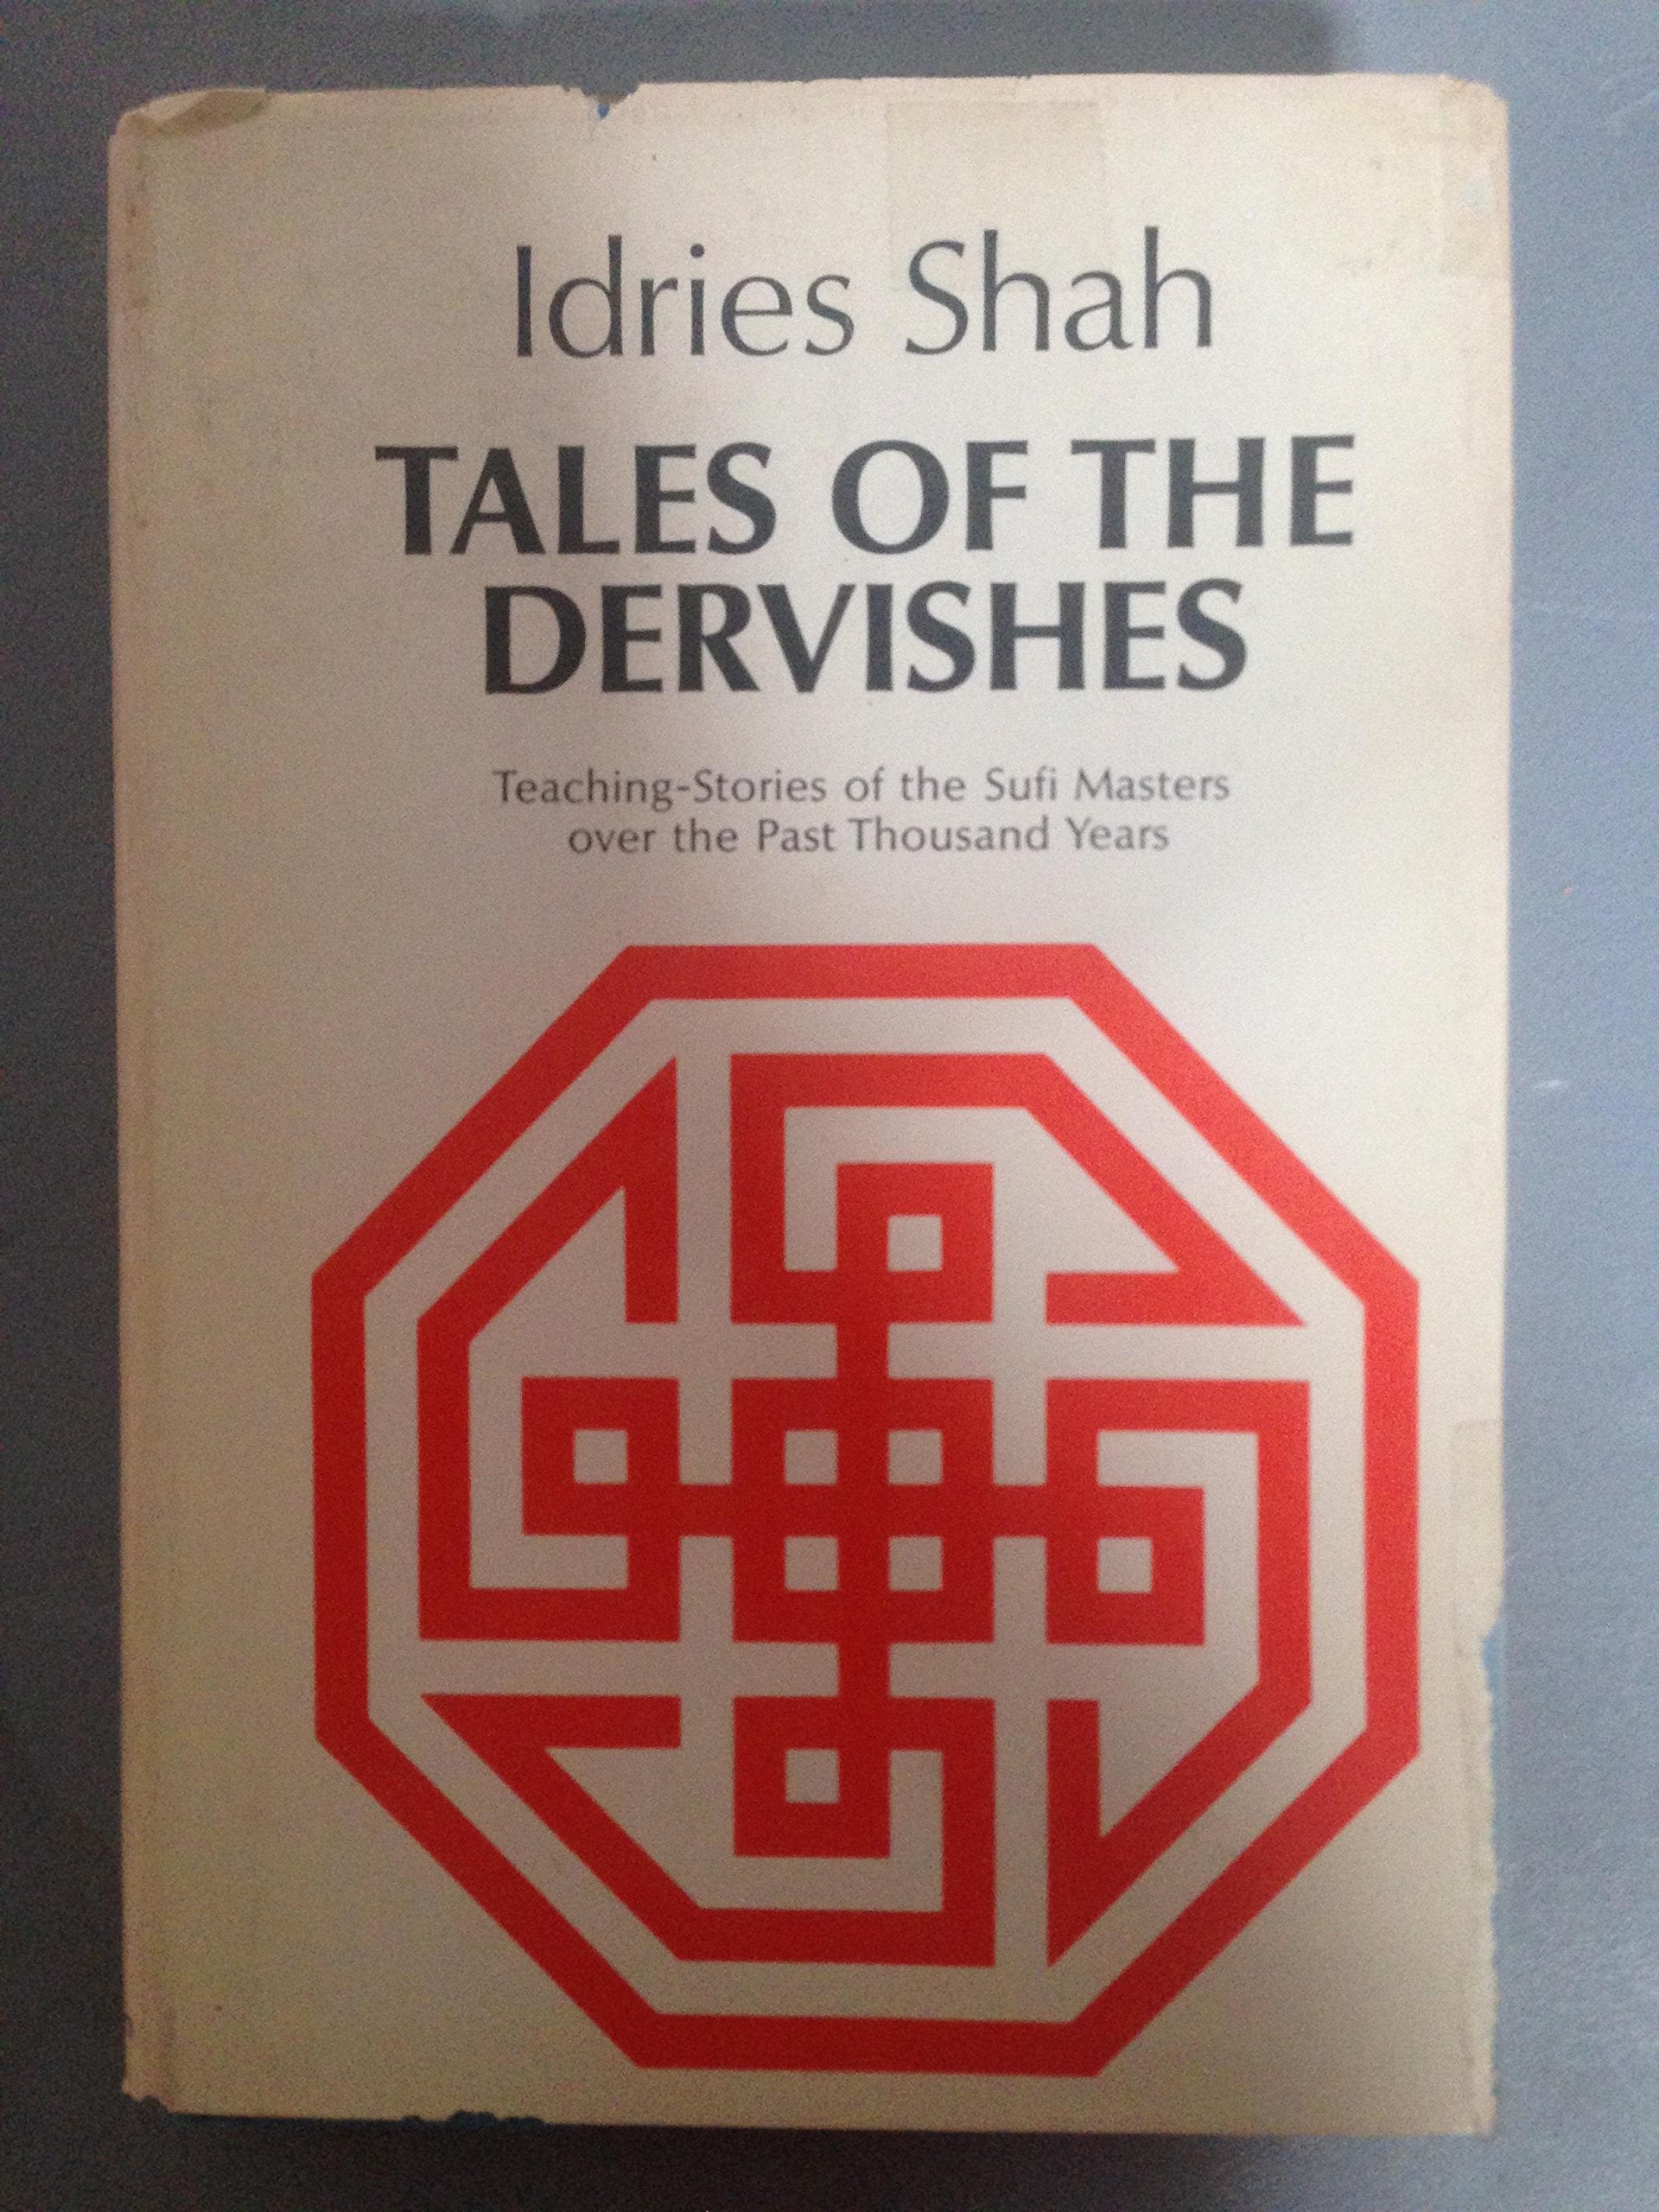 Idries Shah
TALES OF THE
DERVISHES
Teaching-Stories of the Sufi Masters
over the Past Thousand Years